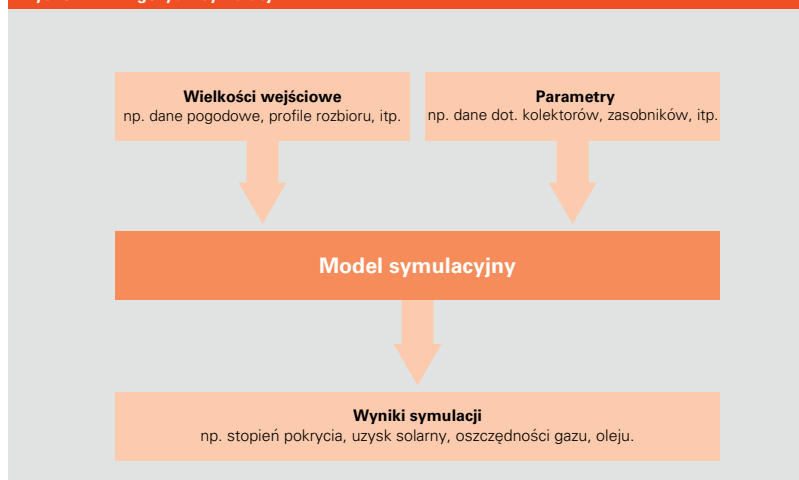 Wielkości wejściowe
np. dane pogodowe, profile rozbioru, itp.
Parametry
np. dane dot. kolektorów, zasobników, itp.
Model symulacyjny
Wyniki symulacji
np. stopień pokrycia, uzysk solarny, oszczędności gazu, oleju.